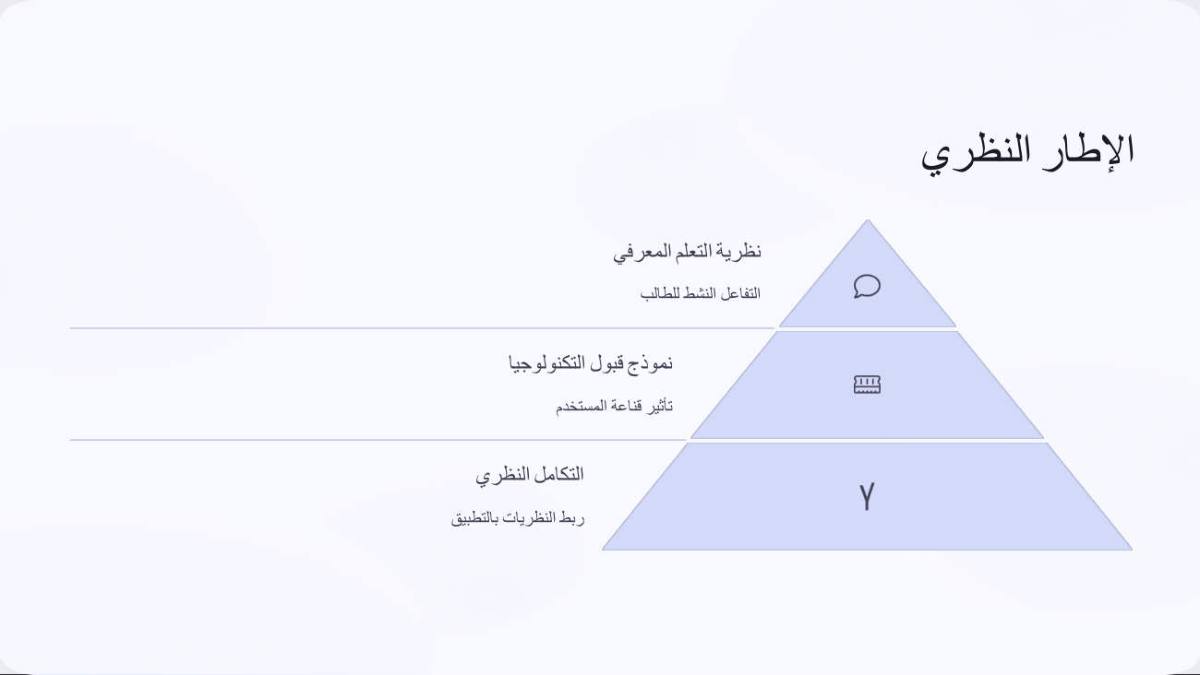 الإطار النظري
نظرية التعلم المعرفي
التفاعل النشط للطالب
نموذج قبول التكنولوجيا
تأثير قناعة المستخدم
التكامل النظري
ربط النظريات بالتطبيق